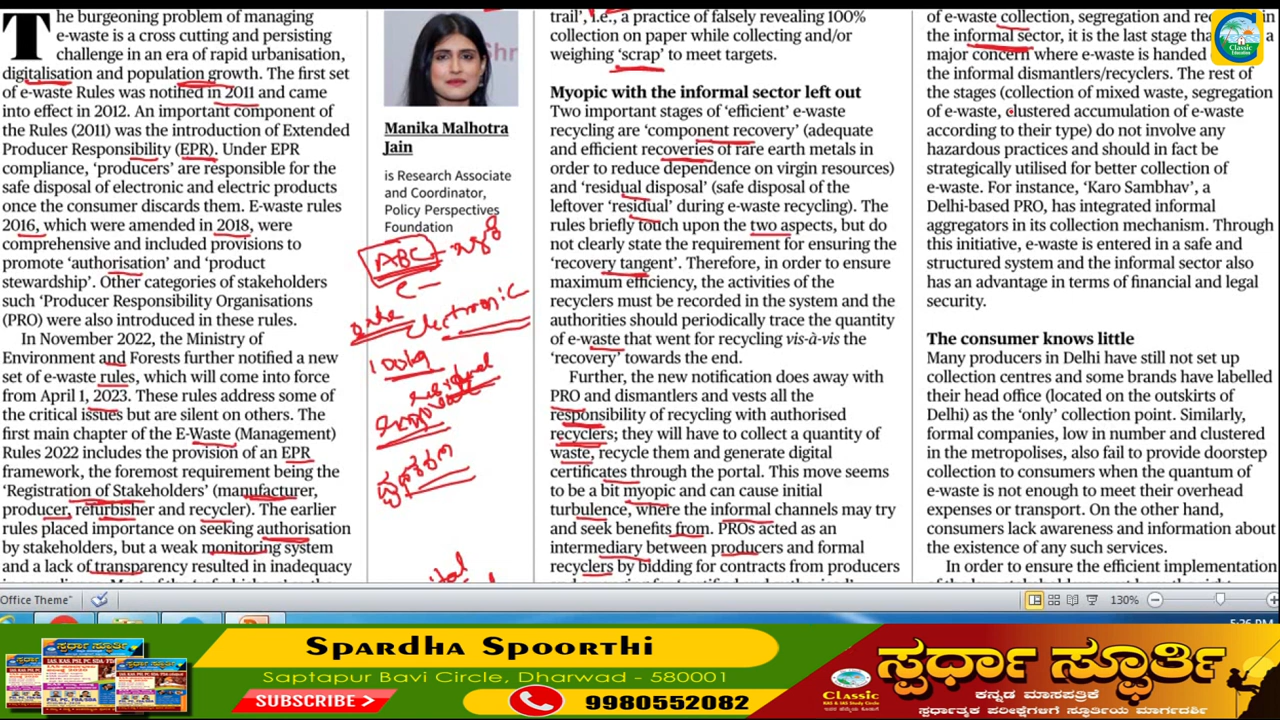 The burgeoning problem of managing
e-waste is a cross cutting and persisting
challenge in an era of rapid urbanisation,
digitalisation and population growth. The first set
of e-waste Rules was notified in 2011 and came
into effect in 2012. An important component of
the Rules (2011) was the introduction of Extended
Producer Responsibility (EPR). Under EPR
compliance, ‘producers’ are responsible for the
safe disposal of electronic and electric products
once the consumer discards them. E-waste rules
2016, which were amended in 2018, were
comprehensive and included provisions to
promote ‘authorisation’ and ‘product
stewardship’. Other categories of stakeholders
such ‘Producer Responsibility Organisations
(PRO) were also introduced in these rules.
In November 2022, the Ministry of
Environment and Forests further notified a new
set of e-waste rules, which will come into force
from April 1, 2023. These rules address some of
the critical issues but are silent on others. The
first main chapter of the E-Waste (Management)
Rules 2022 includes the provision of an EPR
framework, the foremost requirement being the
‘Registration of Stakeholders’ (manufacturer,
producer, refurbisher and recycler). The earlier
rules placed importance on seeking authorisation
by stakeholders, but a weak monitoring system
and a lack of transparency resulted in inadequacy
Manika Malhotra
Jain
is Research Associate
and Coordinator,
Policy Perspectives
Foundation
ABC
e -
electronic
100kg
residual
trail’, i.e., a practice of falsely revealing 100%
collection on paper while collecting and/or
weighing ‘scrap’ to meet targets.
Myopic with the informal sector left out
Two important stages of ‘efficient’ e-waste
recycling are ‘component recovery’ (adequate
and efficient recoveries of rare earth metals in
order to reduce dependence on virgin resources)
and ‘residual disposal’ (safe disposal of the
leftover ‘residual’ during e-waste recycling). The
rules briefly touch upon the two aspects, but do
not clearly state the requirement for ensuring the
‘recovery tangent’. Therefore, in order to ensure
maximum efficiency, the activities of the
recyclers must be recorded in the system and the
authorities should periodically trace the quantity
of e-waste that went for recycling vis-à-vis the
‘recovery’ towards the end.
Further, the new notification does away with
PRO and dismantlers and vests all the
responsibility of recycling with authorised
recyclers; they will have to collect a quantity of
waste, recycle them and generate digital
certificates through the portal. This move seems
to be a bit myopic and can cause initial
turbulence, where the informal channels may try
and seek benefits from. PROs acted as an
intermediary between producers and formal
recyclers by bidding for contracts from producers
of e-waste collection, segregation and in
the informal sector, it is the last stage a
major concern where e-waste is handed
the informal dismantlers/recyclers. The rest of
the stages (collection of mixed waste, segregation
of e-waste, clustered accumulation of e-waste
according to their type) do not involve any
hazardous practices and should in fact be
strategically utilised for better collection of
e-waste. For instance, ‘Karo Sambhav’, a
Delhi-based PRO, has integrated informal
aggregators in its collection mechanism. Through
this initiative, e-waste is entered in a safe and
structured system and the informal sector also
has an advantage in terms of financial and legal
security.
The consumer knows little
Many producers in Delhi have still not set up
collection centres and some brands have labelled
their head office (located on the outskirts of
Delhi) as the ‘only’ collection point. Similarly,
formal companies, low in number and clustered
in the metropolises, also fail to provide doorstep
collection to consumers when the quantum of
e-waste is not enough to meet their overhead
expenses or transport. On the other hand,
consumers lack awareness and information about
the existence of any such services.
In order to ensure the efficient implementation
Classic
Education
Office Theme"
130%
5:26 PM
Spardha Spoorthi
Saptapur Bavi Circle, Dharwad - 580001
SUBSCRIBE
9980552082
ಸ್ಪರ್ಧಾ ಸ್ಫೂರ್ತಿ
Classic
KAS & IAS Study Circle
ಕನ್ನಡ ಮಾಸಪತ್ರಿಕೆ
ಸ್ಪರ್ಧಾತ್ಮಕ ಪರೀಕ್ಷೆಗಳಿಗೆ ಸ್ಫೂರ್ತಿಯ ಮಾರ್ಗದರ್ಶಿ